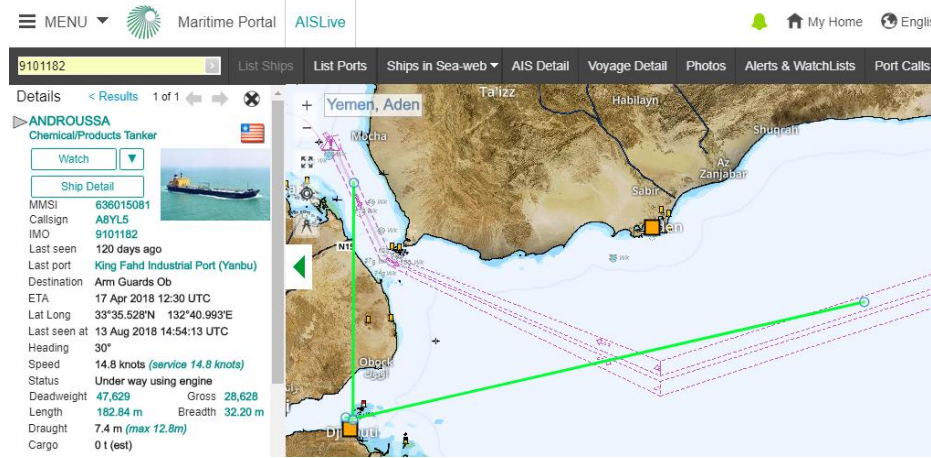 MENU Maritime Portal AISLive My Home
9101182 List Ships List Ports Ships in Sea-web AIS Detail Voyage Detail Photos Alerts & WatchLists Port Calls
Details < Results 1 of 1
ANDROUSSA
Chemical/Products Tanker
Watch
Ship Detail
MMSI 636015081
Callsign A8YL5
IMO 9101182
Last seen 120 days ago
Last port King Fahd Industrial Port (Yanbu)
Destination Arm Guards Ob
ETA 17 Apr 2018 12:30 UTC
Lat Long 33°35.528'N 132°40.993'E
Last seen at 13 Aug 2018 14:54:13 UTC
Heading 30°
Speed 14.8 knots (service 14.8 knots)
Status Under way using engine
Deadweight 47,629 Gross 28,628
Length 182.84 m Breadth 32.20 m
Draught 7.4 m (max 12.8m)
Cargo 0 t (est)
+
Yemen, Aden
−
Ta'izz
Habilayn
Mocha
Shuqrah
Az
Zanjabar
Sabir
Wk
Obock